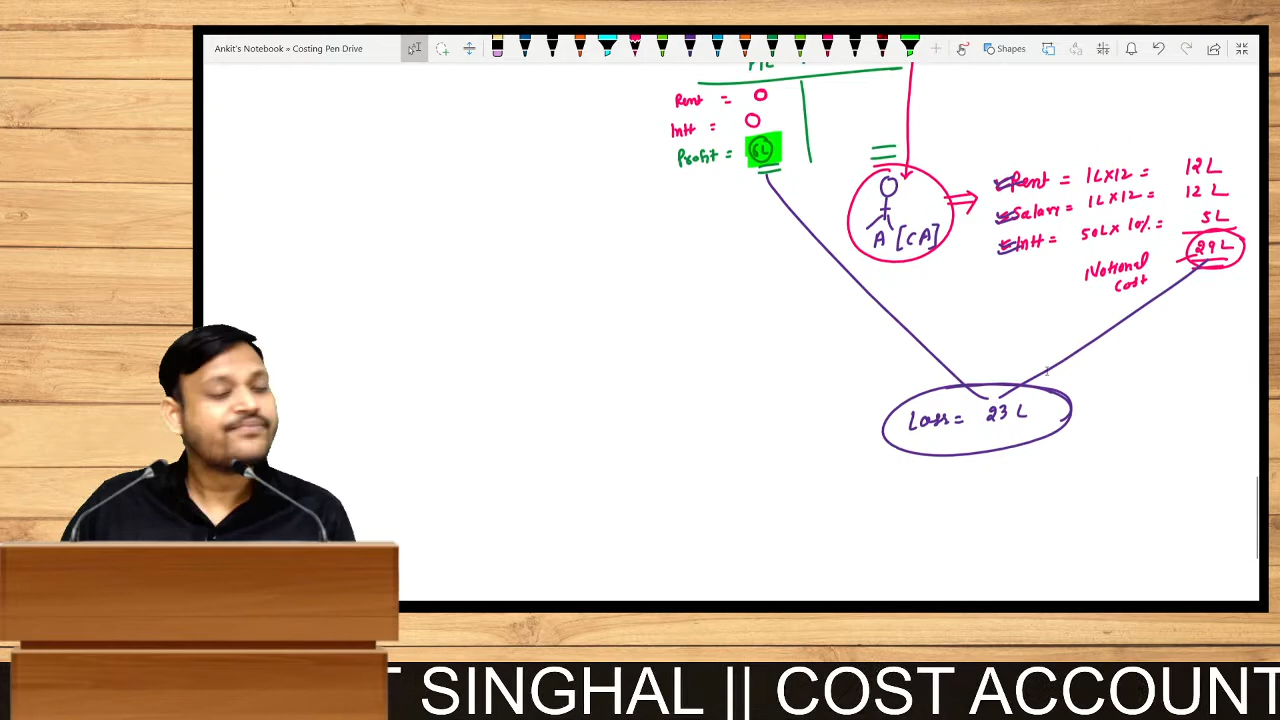 Ankit's Notebook » Costing Pen Drive
Shapes
P/L
Rent = 0
Intt = 0
Profit = 6L
A [CA]
Rent = 1L×12 = 12L
Salary = 1L×12 = 12 L
Intt = 50L× 10% = 5L
29L
Notional
Cost
Loss = 23 L
T SINGHAL || COST ACCOUNT